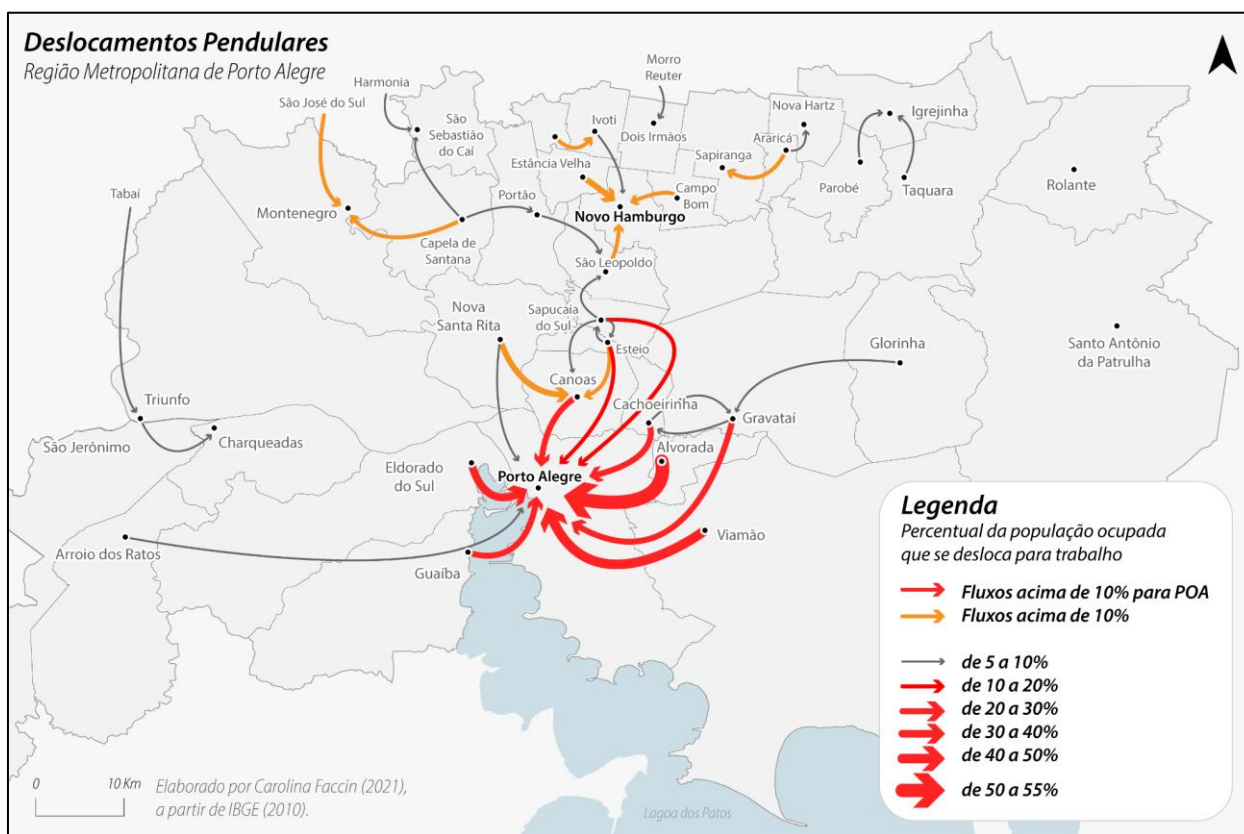 Deslocamentos Pendulares
Região Metropolitana de Porto Alegre
Morro
Reuter
Harmonia
São José do Sul
São
Sebastião
do Caí
Ivoti
Dois Irmãos
Nova Hartz
Igrejinha
Araricá
Sapiranga
Estância Velha
Parobé
Taquara
Rolante
Tabaí
Montenegro
Portão
Campo
Bom
Novo Hamburgo
Capela de
Santana
São Leopoldo
Nova
Santa Rita
Sapucaia
do Sul
Esteio
Glorinha
Santo Antônio
da Patrulha
Canoas
Cachoeirinha
Gravataí
Triunfo
São Jerônimo
Charqueadas
Alvorada
Eldorado
do Sul
Porto Alegre
Viamão
Arroio dos Ratos
Guaíba
Legenda
Percentual da população ocupada
que se desloca para trabalho
Fluxos acima de 10% para POA
Fluxos acima de 10%
de 5 a 10%
de 10 a 20%
de 20 a 30%
de 30 a 40%
de 40 a 50%
de 50 a 55%
0 10 Km
Elaborado por Carolina Faccin (2021),
a partir de IBGE (2010).
Lagoa dos Patos